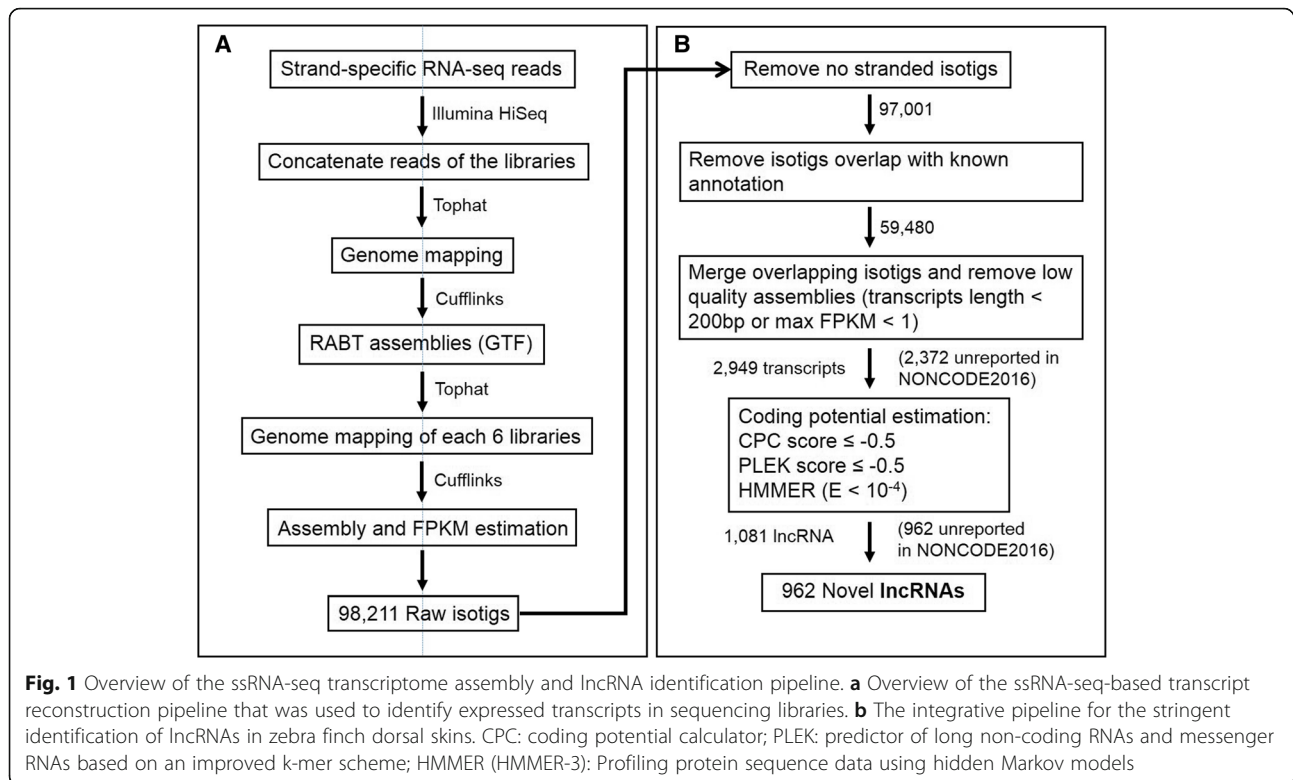 A
Strand-specific RNA-seq reads
Illumina HiSeq
Concatenate reads of the libraries
Tophat
Genome mapping
Cufflinks
RABT assemblies (GTF)
Tophat
Genome mapping of each 6 libraries
Cufflinks
Assembly and FPKM estimation
98,211 Raw isotigs
B
Remove no stranded isotigs
97,001
Remove isotigs overlap with known
annotation
59,480
Merge overlapping isotigs and remove low
quality assemblies (transcripts length <
200bp or max FPKM < 1)
2,949 transcripts
(2,372 unreported in
NONCODE2016)
Coding potential estimation:
CPC score ≤ -0.5
PLEK score ≤ -0.5
HMMER (E < 10⁻⁴)
1,081 lncRNA
(962 unreported
in NONCODE2016)
962 Novel lncRNAs
Fig. 1 Overview of the ssRNA-seq transcriptome assembly and lncRNA identification pipeline. a Overview of the ssRNA-seq-based transcript
reconstruction pipeline that was used to identify expressed transcripts in sequencing libraries. b The integrative pipeline for the stringent
identification of lncRNAs in zebra finch dorsal skins. CPC: coding potential calculator; PLEK: predictor of long non-coding RNAs and messenger
RNAs based on an improved k-mer scheme; HMMER (HMMER-3): Profiling protein sequence data using hidden Markov models